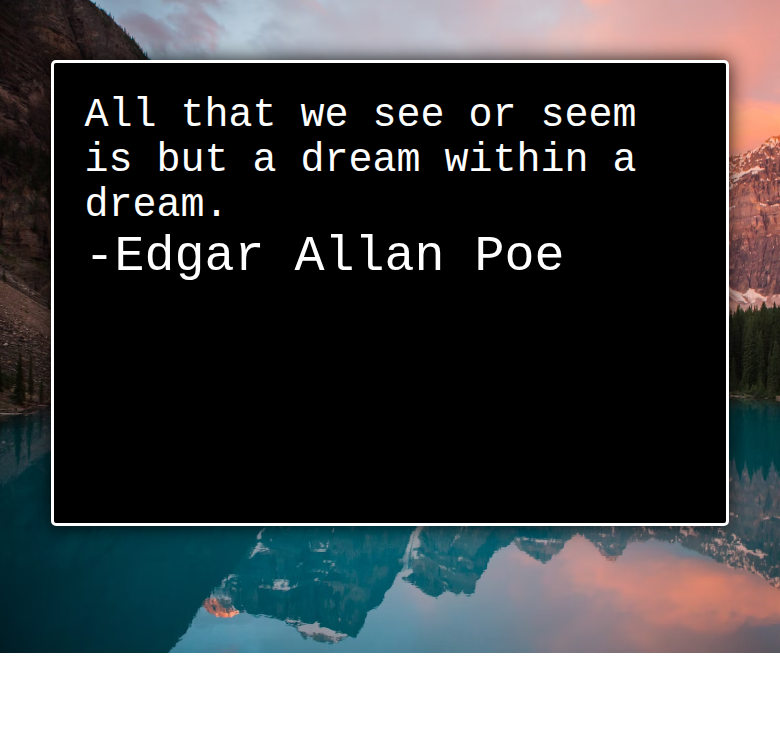 All that we see or seem
is but a dream within a
dream.
-Edgar Allan Poe